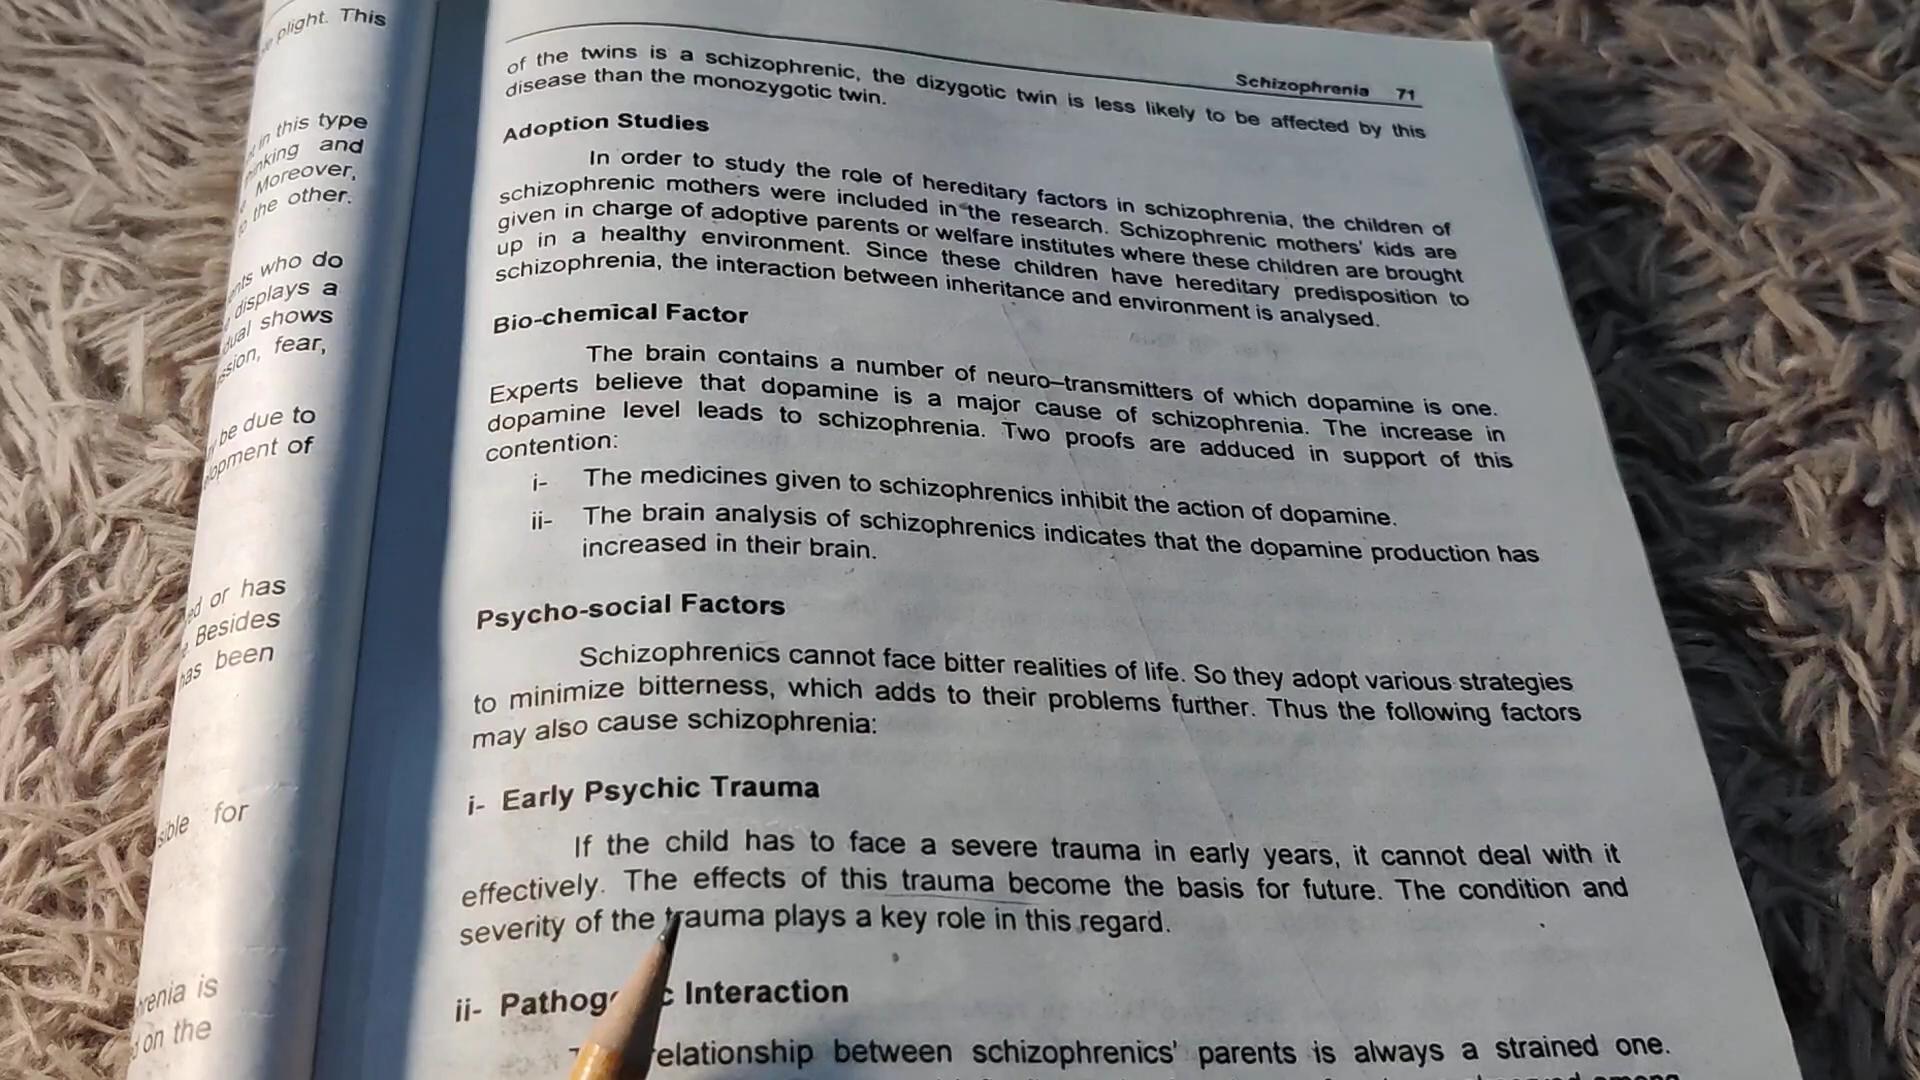 plight. This
in this type
and
Moreover,
the other.
who do
displays a
shows
fear,
be due to
of
or has
Besides
has been
for
is
on the
Schizophrenia 71
of the twins is a schizophrenic, the dizygotic twin is less likely to be affected by this
disease than the monozygotic twin.
Adoption Studies
In order to study the role of hereditary factors in schizophrenia, the children of
schizophrenic mothers were included in the research. Schizophrenic mothers' kids are
given in charge of adoptive parents or welfare institutes where these children are brought
up in a healthy environment. Since these children have hereditary predisposition to
schizophrenia, the interaction between inheritance and environment is analysed.
Bio-chemical Factor
The brain contains a number of neuro–transmitters of which dopamine is one.
Experts believe that dopamine is a major cause of schizophrenia. The increase in
dopamine level leads to schizophrenia. Two proofs are adduced in support of this
contention:
i- The medicines given to schizophrenics inhibit the action of dopamine.
ii- The brain analysis of schizophrenics indicates that the dopamine production has
increased in their brain.
Psycho-social Factors
Schizophrenics cannot face bitter realities of life. So they adopt various strategies
to minimize bitterness, which adds to their problems further. Thus the following factors
may also cause schizophrenia:
i- Early Psychic Trauma
If the child has to face a severe trauma in early years, it cannot deal with it
effectively. The effects of this trauma become the basis for future. The condition and
severity of the trauma plays a key role in this regard.
ii- Interaction
between schizophrenics' parents is always a strained one.